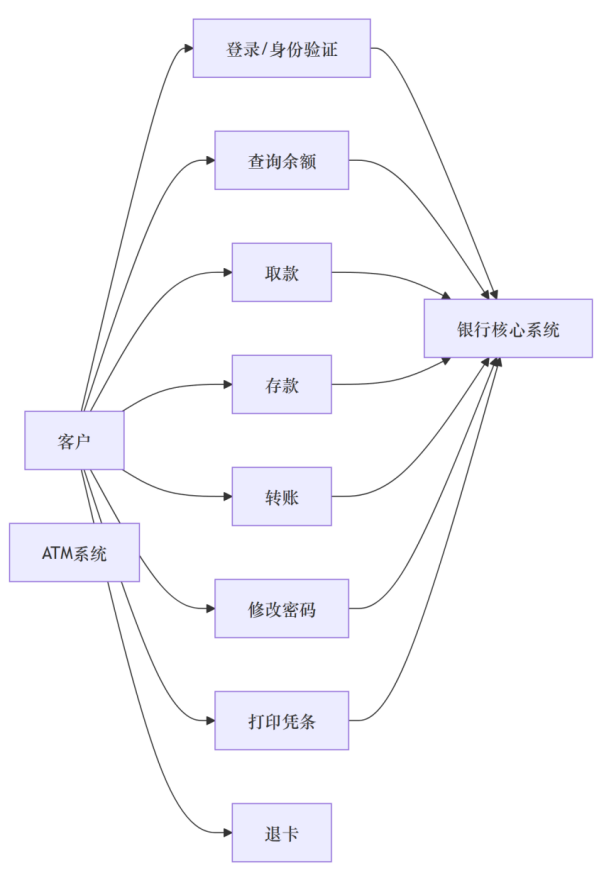 登录/身份验证
查询余额
取款
银行核心系统
存款
客户
转账
ATM系统
修改密码
打印凭条
退卡